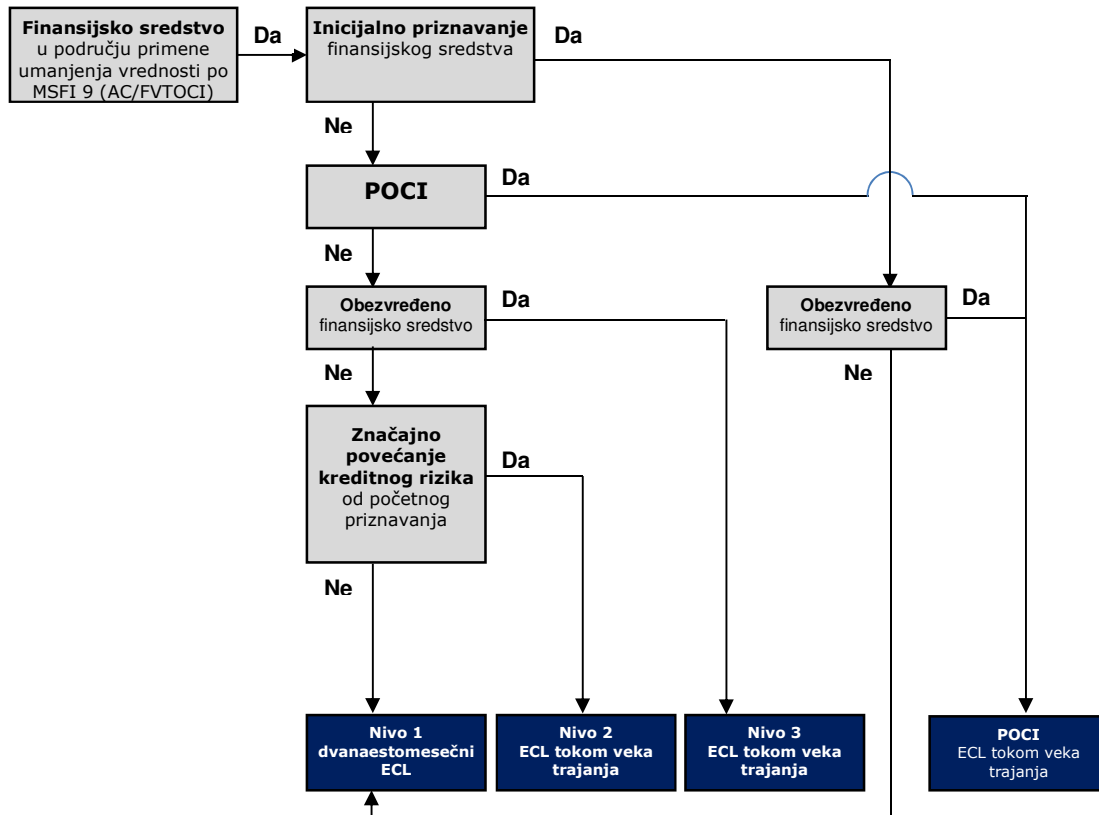 Finansijsko sredstvo
u području primene
umanjenja vrednosti po
MSFI 9 (AC/FVTOCI)
Da
Inicijalno priznavanje
finansijskog sredstva
Da
Ne
POCI
Da
Ne
Obezvređeno
finansijsko sredstvo
Da
Obezvređeno
finansijsko sredstvo
Da
Ne
Ne
Značajno
povećanje
kreditnog rizika
od početnog
priznavanja
Da
Ne
Nivo 1
dvanaestomesečni
ECL
Nivo 2
ECL tokom veka
trajanja
Nivo 3
ECL tokom veka
trajanja
POCI
ECL tokom veka
trajanja